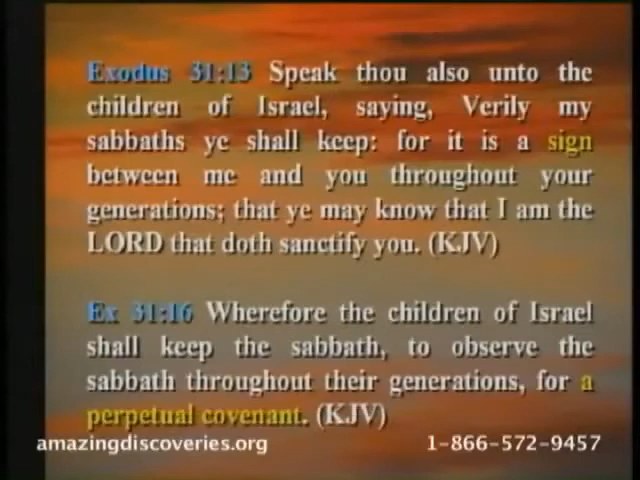 Exodus 31:13 Speak thou also unto the
children of Israel, saying, Verily my
sabbaths ye shall keep: for it is a sign
between me and you throughout your
generations; that ye may know that I am the
LORD that doth sanctify you. (KJV)
Ex 31:16 Wherefore the children of Israel
shall keep the sabbath, to observe the
sabbath throughout their generations, for a
perpetual covenant. (KJV)
amazingdiscoveries.org 1-866-572-9457